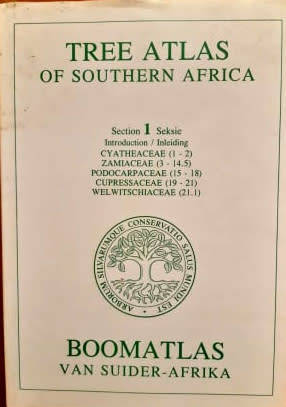 TREE ATLAS
OF SOUTHERN AFRICA
Section 1 Seksie
Introduction / Inleiding
CYATHEACEAE (1 - 2)
ZAMIACEAE (3 - 14.5)
PODOCARPACEAE (15 - 18)
CUPRESSACEAE (19 - 21)
WELWITSCHIACEAE (21.1)
ARBORUM SILVARUMQUE CONSERVATIO SALUS MUNDI EST
BOOMATLAS
VAN SUIDER-AFRIKA